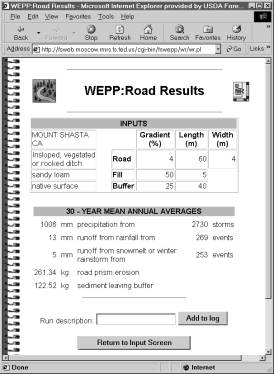 WEPP:Road Results - Microsoft Internet Explorer provided by USDA Fore...
File Edit View Favorites Tools Help
Back Forward Stop Refresh Home Search Favorites History
Address http://fsweb.moscow.rmrs.fs.fed.us/cgi-bin/fswepp/wr/wr.pl Go Links »
WEPP:Road Results
INPUTS
MOUNT SHASTA CA Gradient (%) Length (m) Width (m)
Insloped, vegetated or rocked ditch Road 4 60 4
sandy loam Fill 50 5
native surface Buffer 25 40
30 - YEAR MEAN ANNUAL AVERAGES
1006 mm precipitation from 2730 storms
13 mm runoff from rainfall from 269 events
5 mm runoff from snowmelt or winter rainstorm from 253 events
261.34 kg road prism erosion
122.52 kg sediment leaving buffer
Run description: Add to log
Return to Input Screen
Done Internet